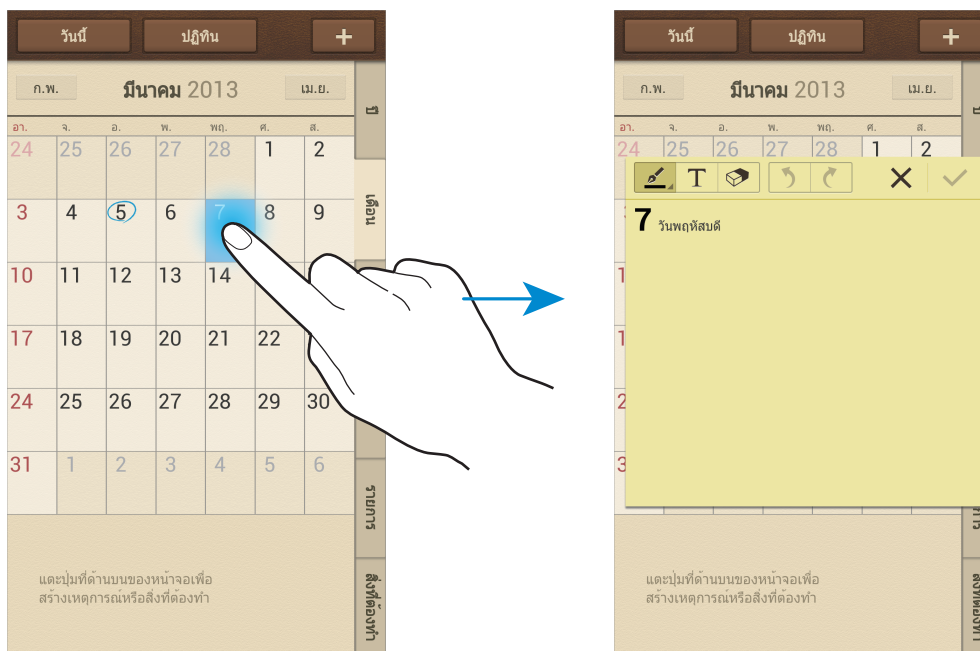 วันนี้ ปฏิทิน +
ก.พ. มีนาคม 2013 เม.ย.
อา. จ. อ. พ. พฤ. ศ. ส.
24 25 26 27 28 1 2
3 4 5 6 7 8 9
10 11 12 13 14
17 18 19 20 21 22
24 25 26 27 28 29 30
31 1 2 3 4 5 6
ปี
เดือน
รายการ
สิ่งที่ต้องทำ
แตะปุ่มที่ด้านบนของหน้าจอเพื่อ
สร้างเหตุการณ์หรือสิ่งที่ต้องทำ
วันนี้ ปฏิทิน +
ก.พ. มีนาคม 2013 เม.ย.
อา. จ. อ. พ. พฤ. ศ. ส.
24 25 26 27 28 1 2
T
7 วันพฤหัสบดี
แตะปุ่มที่ด้านบนของหน้าจอเพื่อ
สร้างเหตุการณ์หรือสิ่งที่ต้องทำ